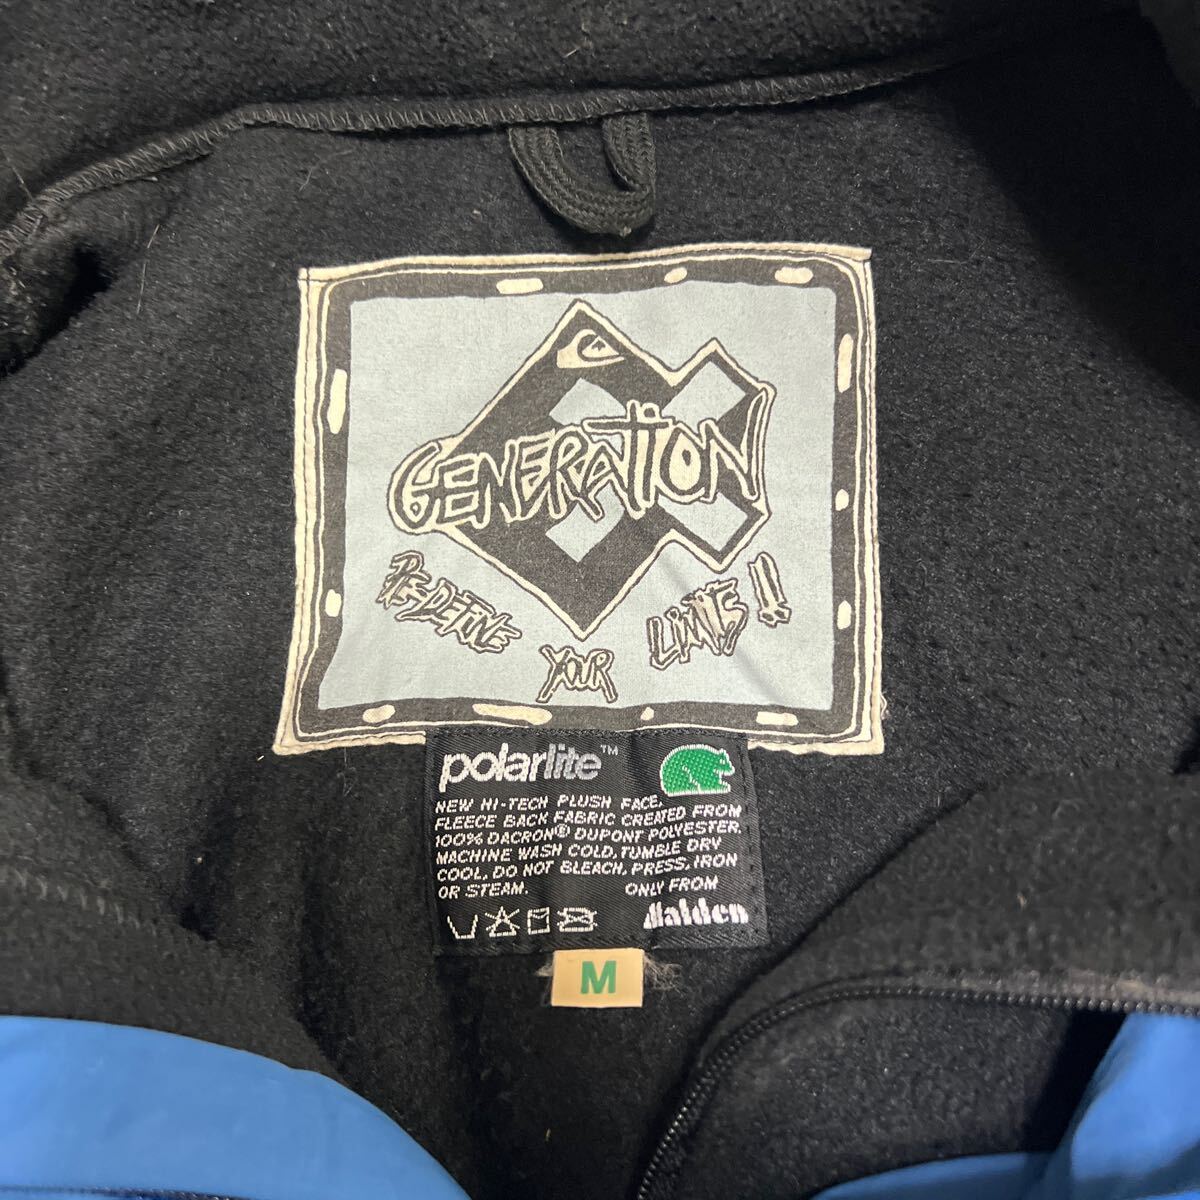 GENERATION
RE-DEFINE
YOUR
LIMITS!!
polarlite™
NEW HI-TECH PLUSH FACE,
FLEECE BACK FABRIC CREATED FROM
100% DACRON® DUPONT POLYESTER.
MACHINE WASH COLD, TUMBLE DRY
COOL, DO NOT BLEACH, PRESS, IRON
OR STEAM. ONLY FROM
Malden
M